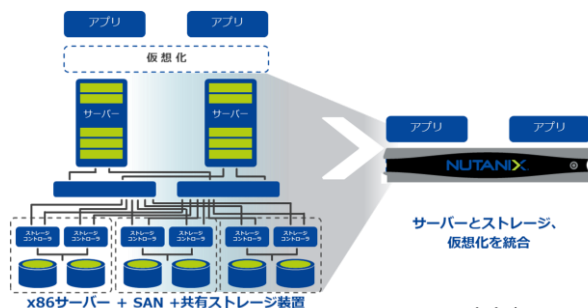 アプリ
アプリ
仮想化
サーバー
サーバー
アプリ
アプリ
NUTANIX
サーバーとストレージ、
仮想化を統合
ストレージ
コントローラ
ストレージ
コントローラ
ストレージ
コントローラ
ストレージ
コントローラ
ストレージ
コントローラ
ストレージ
コントローラ
x86サーバー + SAN +共有ストレージ装置